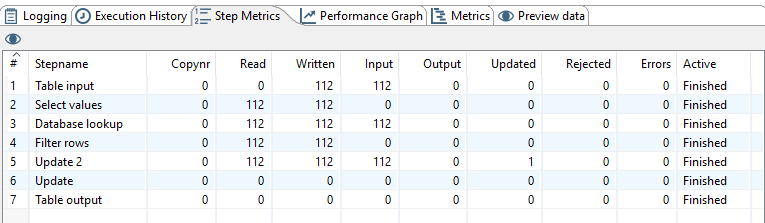 Logging Execution History Step Metrics Performance Graph Metrics Preview data
# Stepname Copynr Read Written Input Output Updated Rejected Errors Active
1 Table input 0 0 112 112 0 0 0 0 Finished
2 Select values 0 112 112 0 0 0 0 0 Finished
3 Database lookup 0 112 112 112 0 0 0 0 Finished
4 Filter rows 0 112 112 0 0 0 0 0 Finished
5 Update 2 0 112 112 112 0 1 0 0 Finished
6 Update 0 0 0 0 0 0 0 0 Finished
7 Table output 0 0 0 0 0 0 0 0 Finished